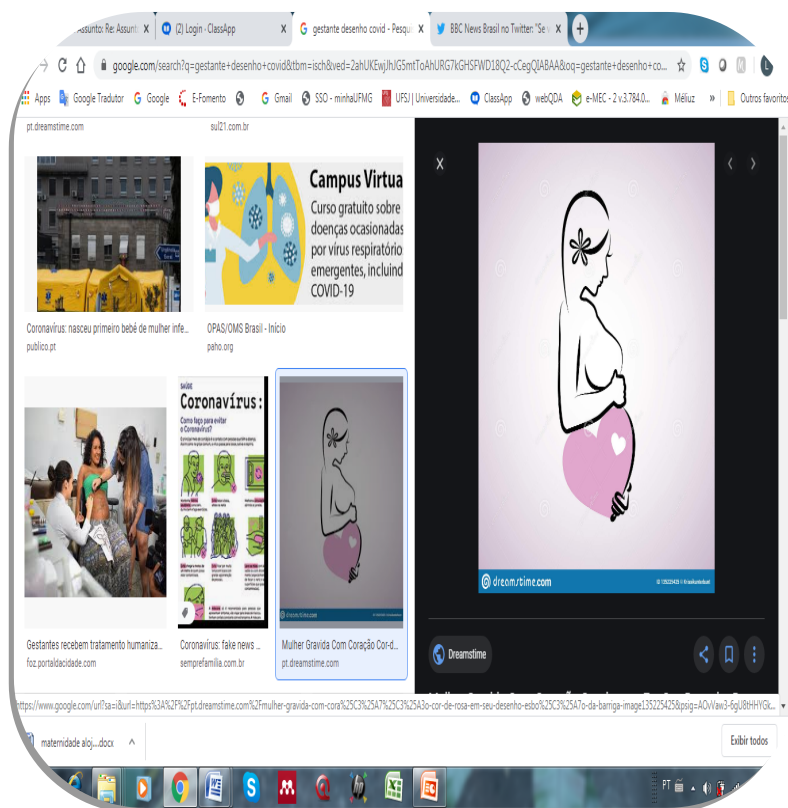 Assunto: Re: Assunt
(2) Login - ClassApp
gestante desenho covid - Pesqui
BBC News Brasil no Twitter: "Se v
google.com/search?q=gestante+desenho+covid&tbm=isch&ved=2ahUKEwjJhJG5mtToAhURG7kGHSFWD18Q2-cCegQIABAA&oq=gestante+desenho+co...
Apps Google Tradutor Google E-Fomento Gmail SSO - minhaUFMG UFSJ | Universidade... ClassApp webQDA e-MEC - 2 v.3.784.0... Méliuz » Outros favoritos
pt.dreamstime.com
sul21.com.br
Campus Virtua
Curso gratuito sobre
doenças ocasionadas
por vírus respiratório
emergentes, incluind
COVID-19
Coronavírus: nasceu primeiro bebé de mulher infe...
publico.pt
OPAS/OMS Brasil - Início
paho.org
SAÚDE
Coronavírus:
Como faço para evitar
o Coronavírus?
Gestantes recebem tratamento humaniza...
foz.portaldacidade.com
Coronavírus: fake news ...
semprefamilia.com.br
Mulher Gravida Com Coração Cor-d...
pt.dreamstime.com
dreamstime.com
Dreamstime
https://www.google.com/url?sa=i&url=https%3A%2F%2Fpt.dreamstime.com%2Fmulher-gravida-com-cora%25C3%25A7%25C3%25A3o-cor-de-rosa-em-seu-desenho-esbo%25C3%25A7o-da-barriga-image135225425&psig=AOvVaw3-6gU8tHHYGk...
maternidade aloj....docx
Exibir todos
PT